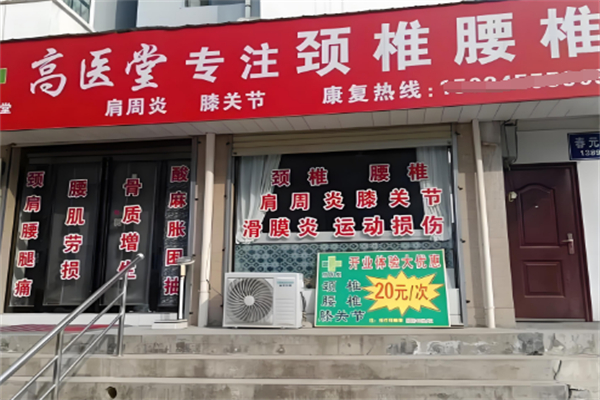 高医堂 专注颈椎腰椎
肩周炎 膝关节 康复热线:
堂
春元
颈肩腰腿痛
腰肌劳损
骨质增生
酸麻胀困抽
颈椎 腰椎
肩周炎膝关节
滑膜炎 运动损伤
开业体验大优惠
颈椎
腰椎
膝关节
20元/次